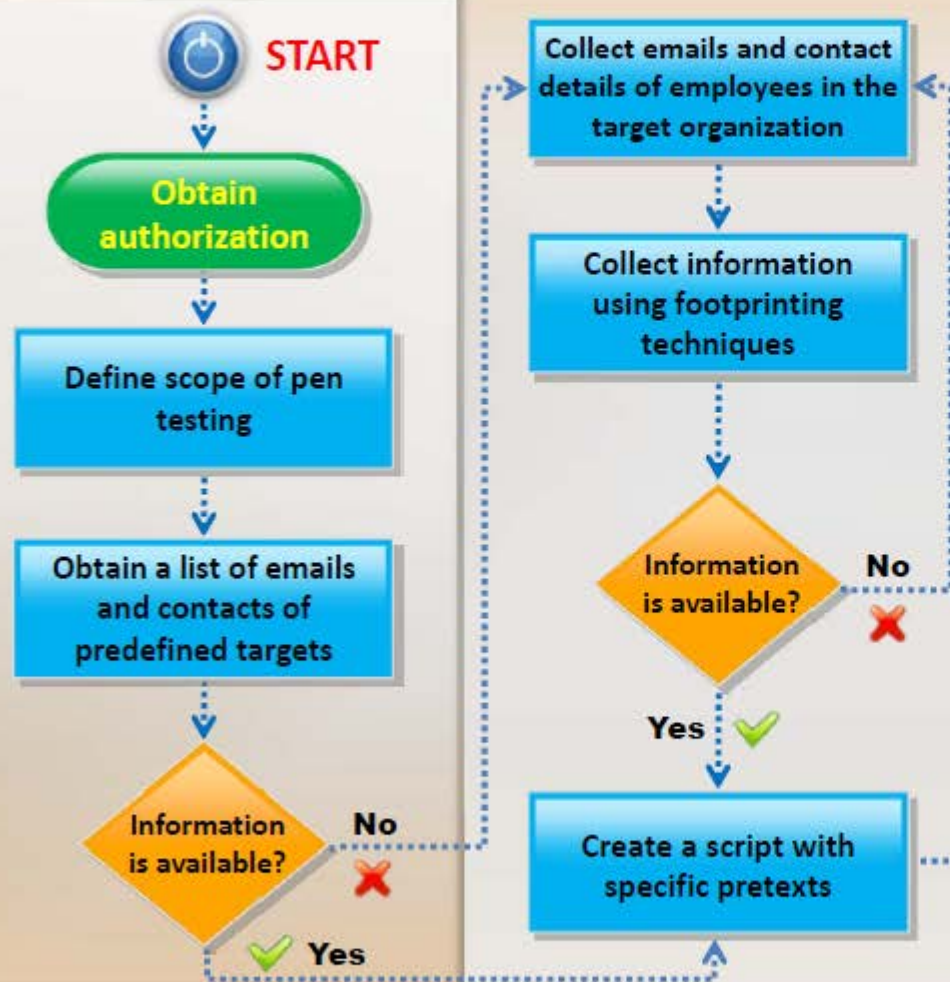 START
Obtain
authorization
Define scope of pen
testing
Obtain a list of emails
and contacts of
predefined targets
Information
is available?
No
Yes
Collect emails and contact
details of employees in the
target organization
Collect information
using footprinting
techniques
Information
is available?
No
Yes
Create a script with
specific pretexts